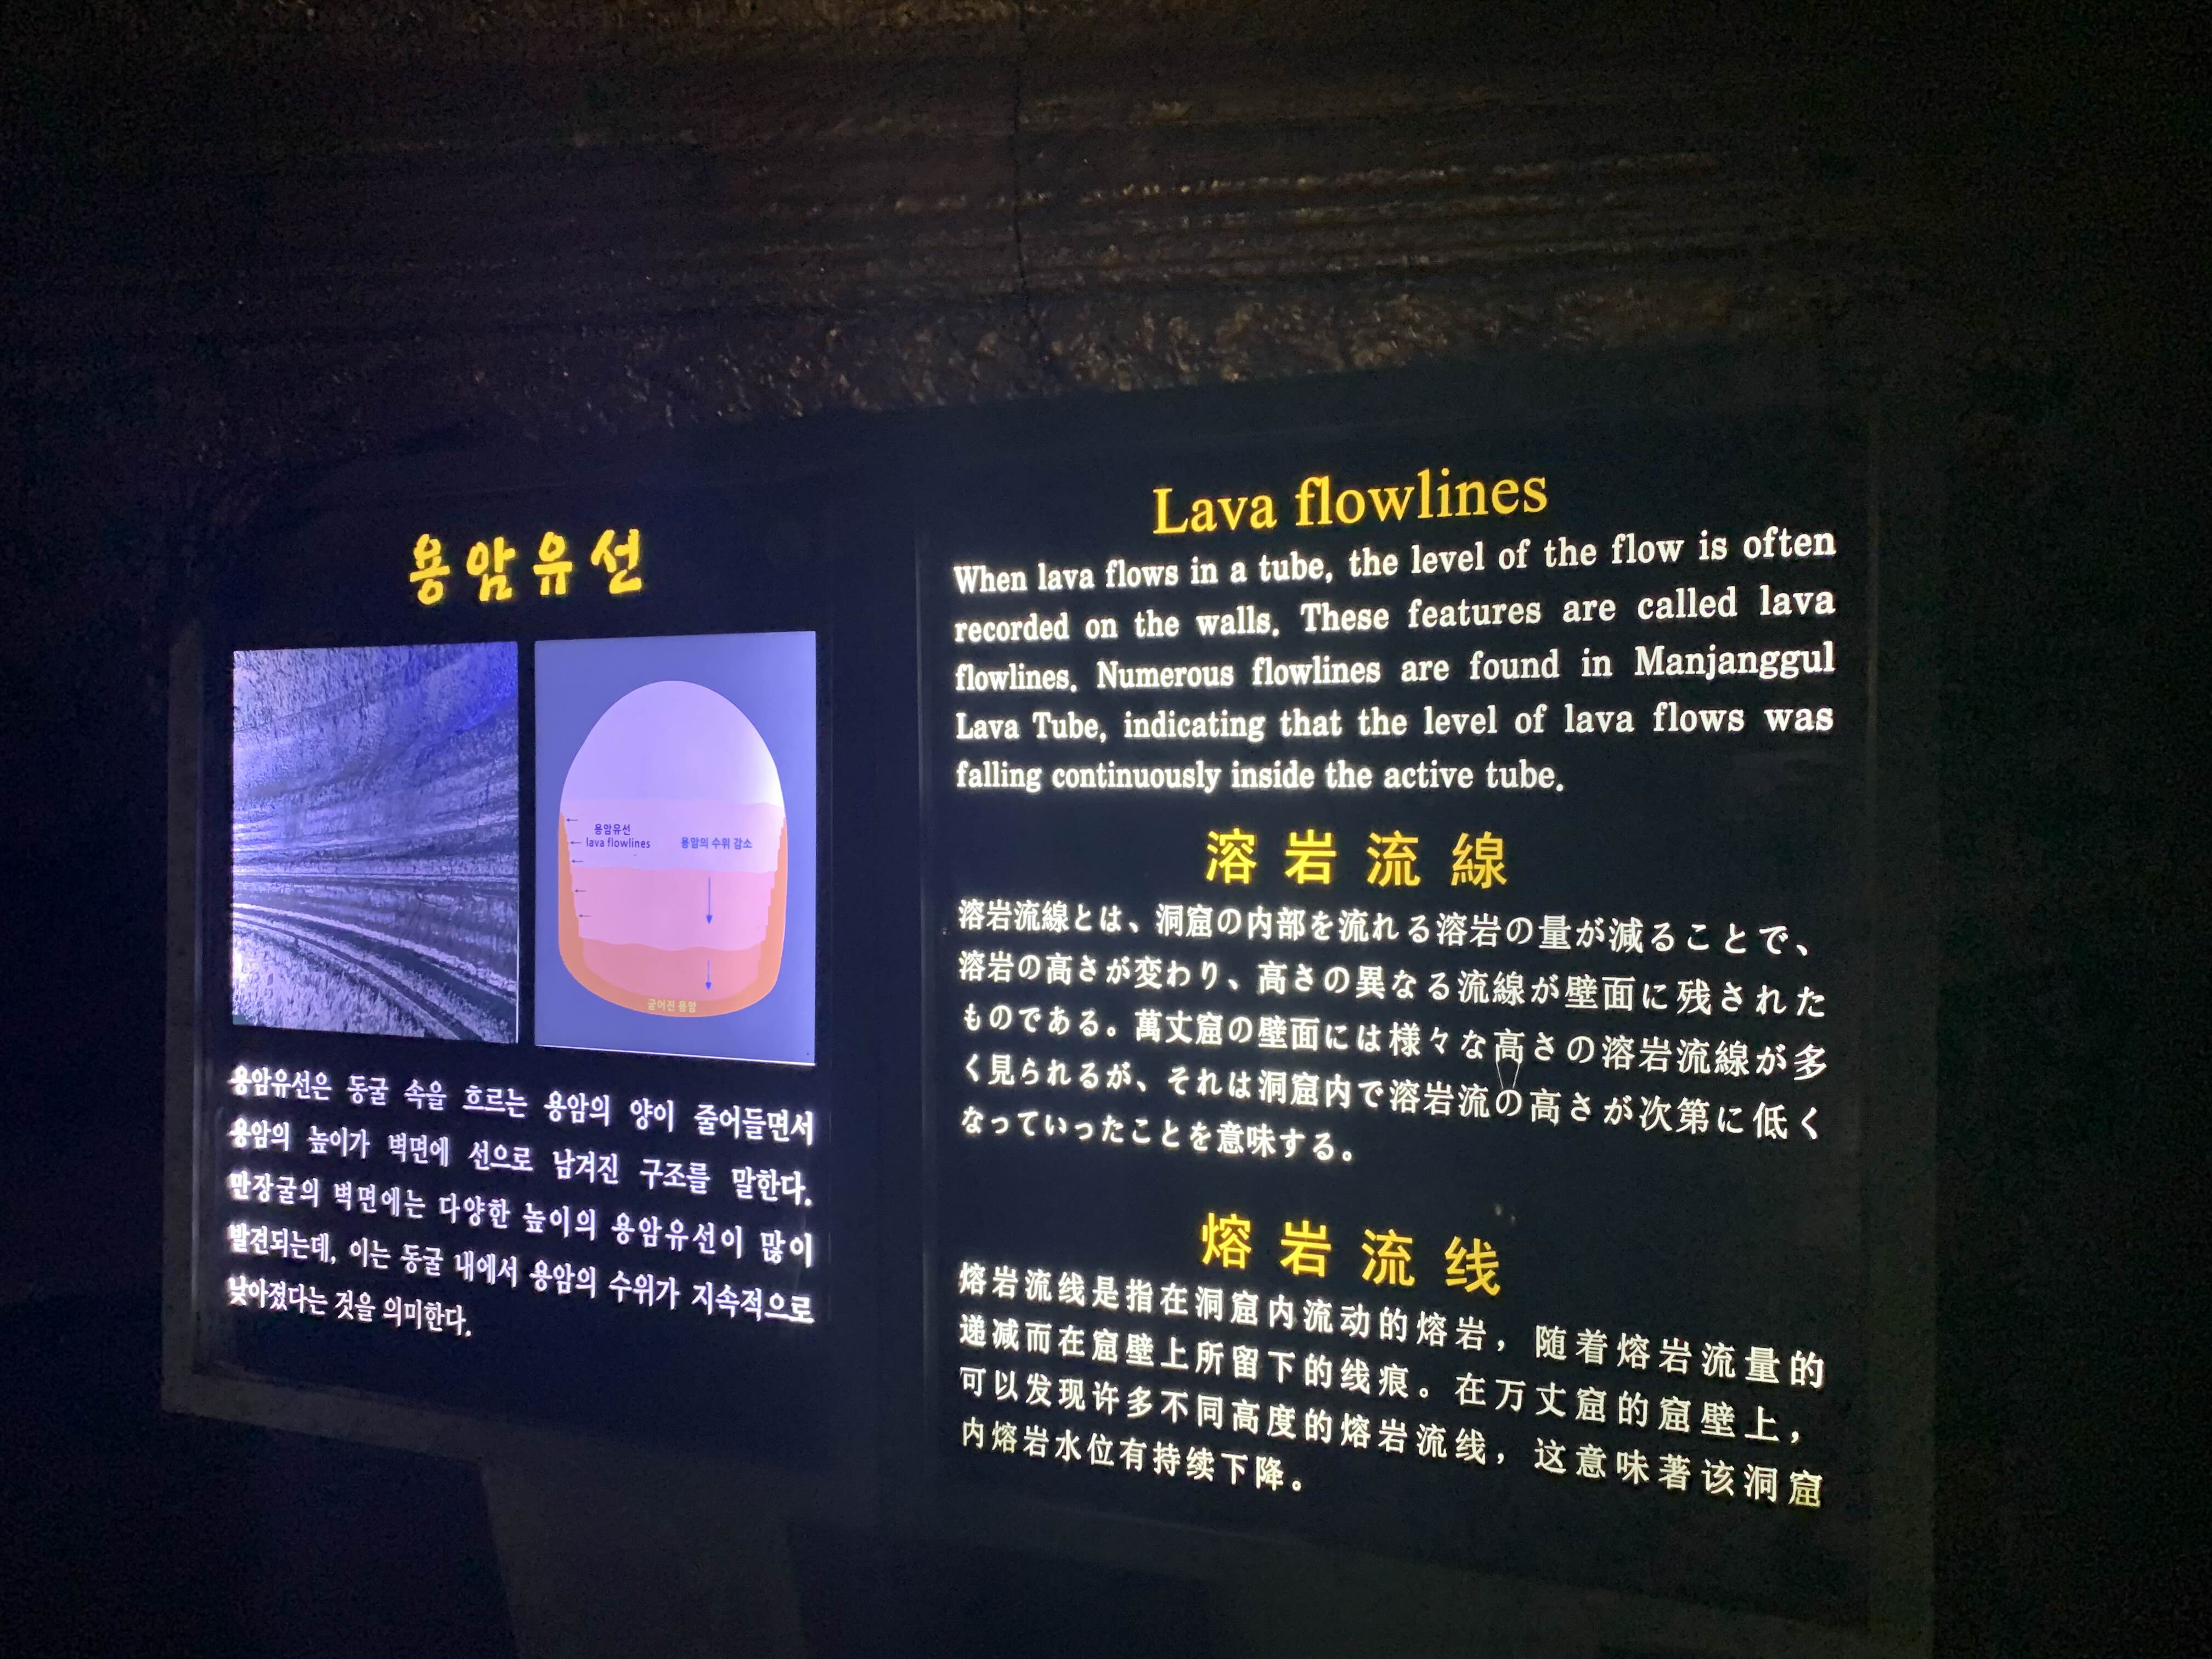 용암유선
용암유선
lava flowlines
용암의 수위 감소
굳어진 용암
용암유선은 동굴 속을 흐르는 용암의 양이 줄어들면서
용암의 높이가 벽면에 선으로 남겨진 구조를 말한다.
만장굴의 벽면에는 다양한 높이의 용암유선이 많이
발견되는데, 이는 동굴 내에서 용암의 수위가 지속적으로
낮아졌다는 것을 의미한다.
Lava flowlines
When lava flows in a tube, the level of the flow is often
recorded on the walls. These features are called lava
flowlines. Numerous flowlines are found in Manjanggul
Lava Tube, indicating that the level of lava flows was
falling continuously inside the active tube.
溶岩流線
溶岩流線とは、洞窟の内部を流れる溶岩の量が減ることで、
溶岩の高さが変わり、高さの異なる流線が壁面に残された
ものである。萬丈窟の壁面には様々な高さの溶岩流線が多
く見られるが、それは洞窟内で溶岩流の高さが次第に低く
なっていったことを意味する。
熔岩流线
熔岩流线是指在洞窟内流动的熔岩，随着熔岩流量的
递减而在窟壁上所留下的线痕。在万丈窟的窟壁上，
可以发现许多不同高度的熔岩流线，这意味著该洞窟
内熔岩水位有持续下降。